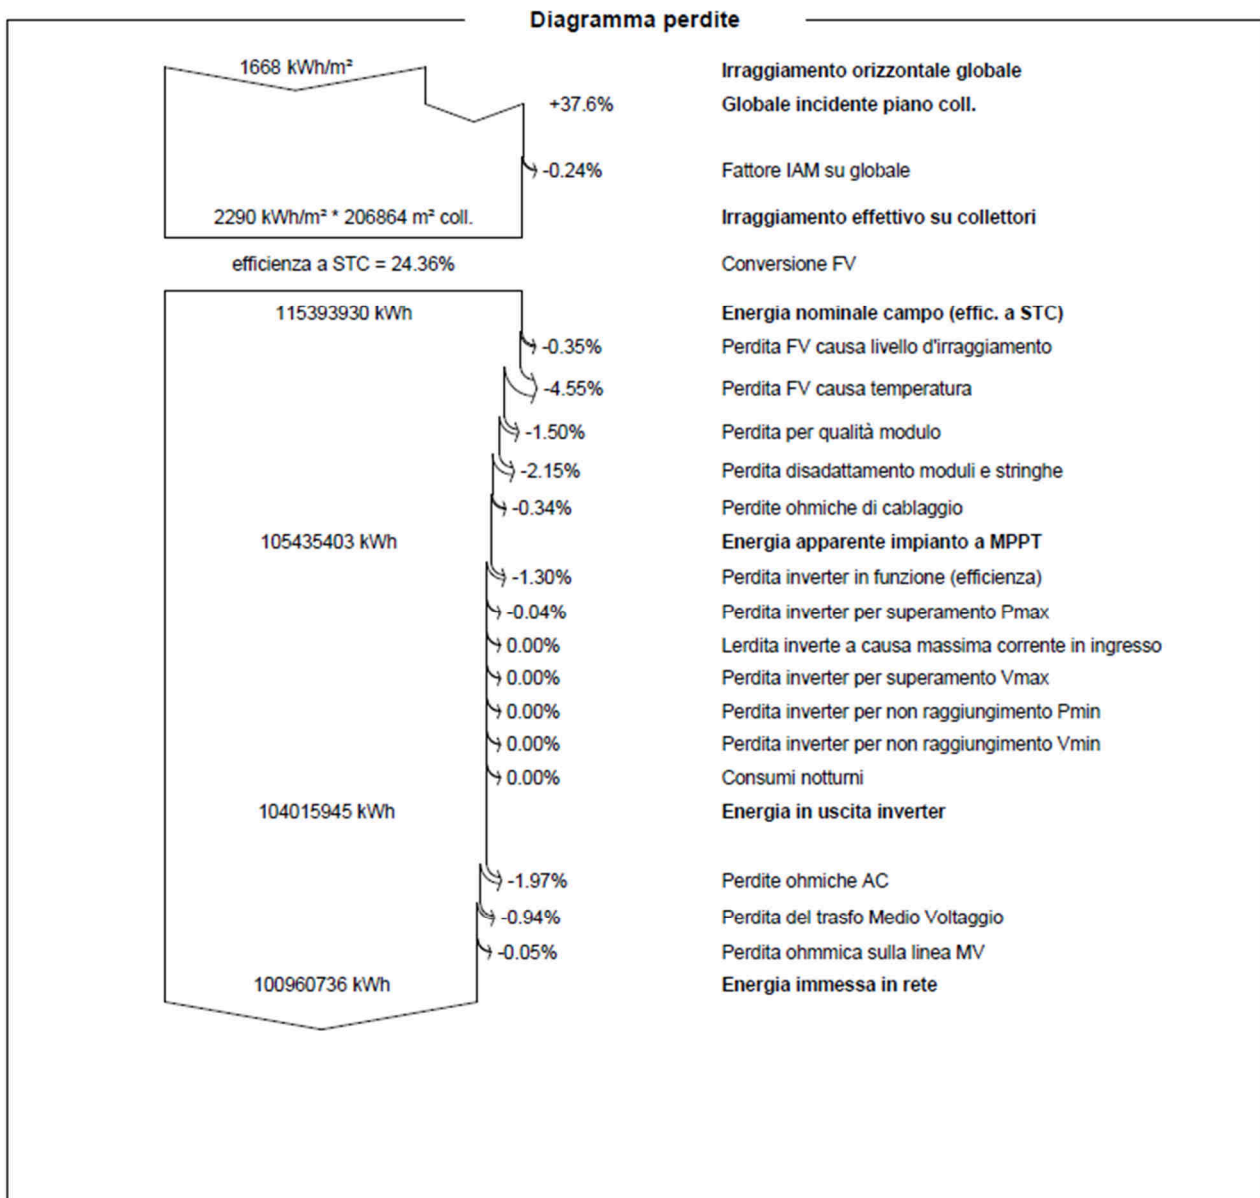 Diagramma perdite
1668 kWh/m² Irraggiamento orizzontale globale
+37.6% Globale incidente piano coll.
-0.24% Fattore IAM su globale
2290 kWh/m² * 206864 m² coll. Irraggiamento effettivo su collettori
efficienza a STC = 24.36% Conversione FV
115393930 kWh Energia nominale campo (effic. a STC)
-0.35% Perdita FV causa livello d'irraggiamento
-4.55% Perdita FV causa temperatura
-1.50% Perdita per qualità modulo
-2.15% Perdita disadattamento moduli e stringhe
-0.34% Perdite ohmiche di cablaggio
105435403 kWh Energia apparente impianto a MPPT
-1.30% Perdita inverter in funzione (efficienza)
-0.04% Perdita inverter per superamento Pmax
0.00% Lerdita inverte a causa massima corrente in ingresso
0.00% Perdita inverter per superamento Vmax
0.00% Perdita inverter per non raggiungimento Pmin
0.00% Perdita inverter per non raggiungimento Vmin
0.00% Consumi notturni
104015945 kWh Energia in uscita inverter
-1.97% Perdite ohmiche AC
-0.94% Perdita del trasfo Medio Voltaggio
-0.05% Perdita ohmmica sulla linea MV
100960736 kWh Energia immessa in rete